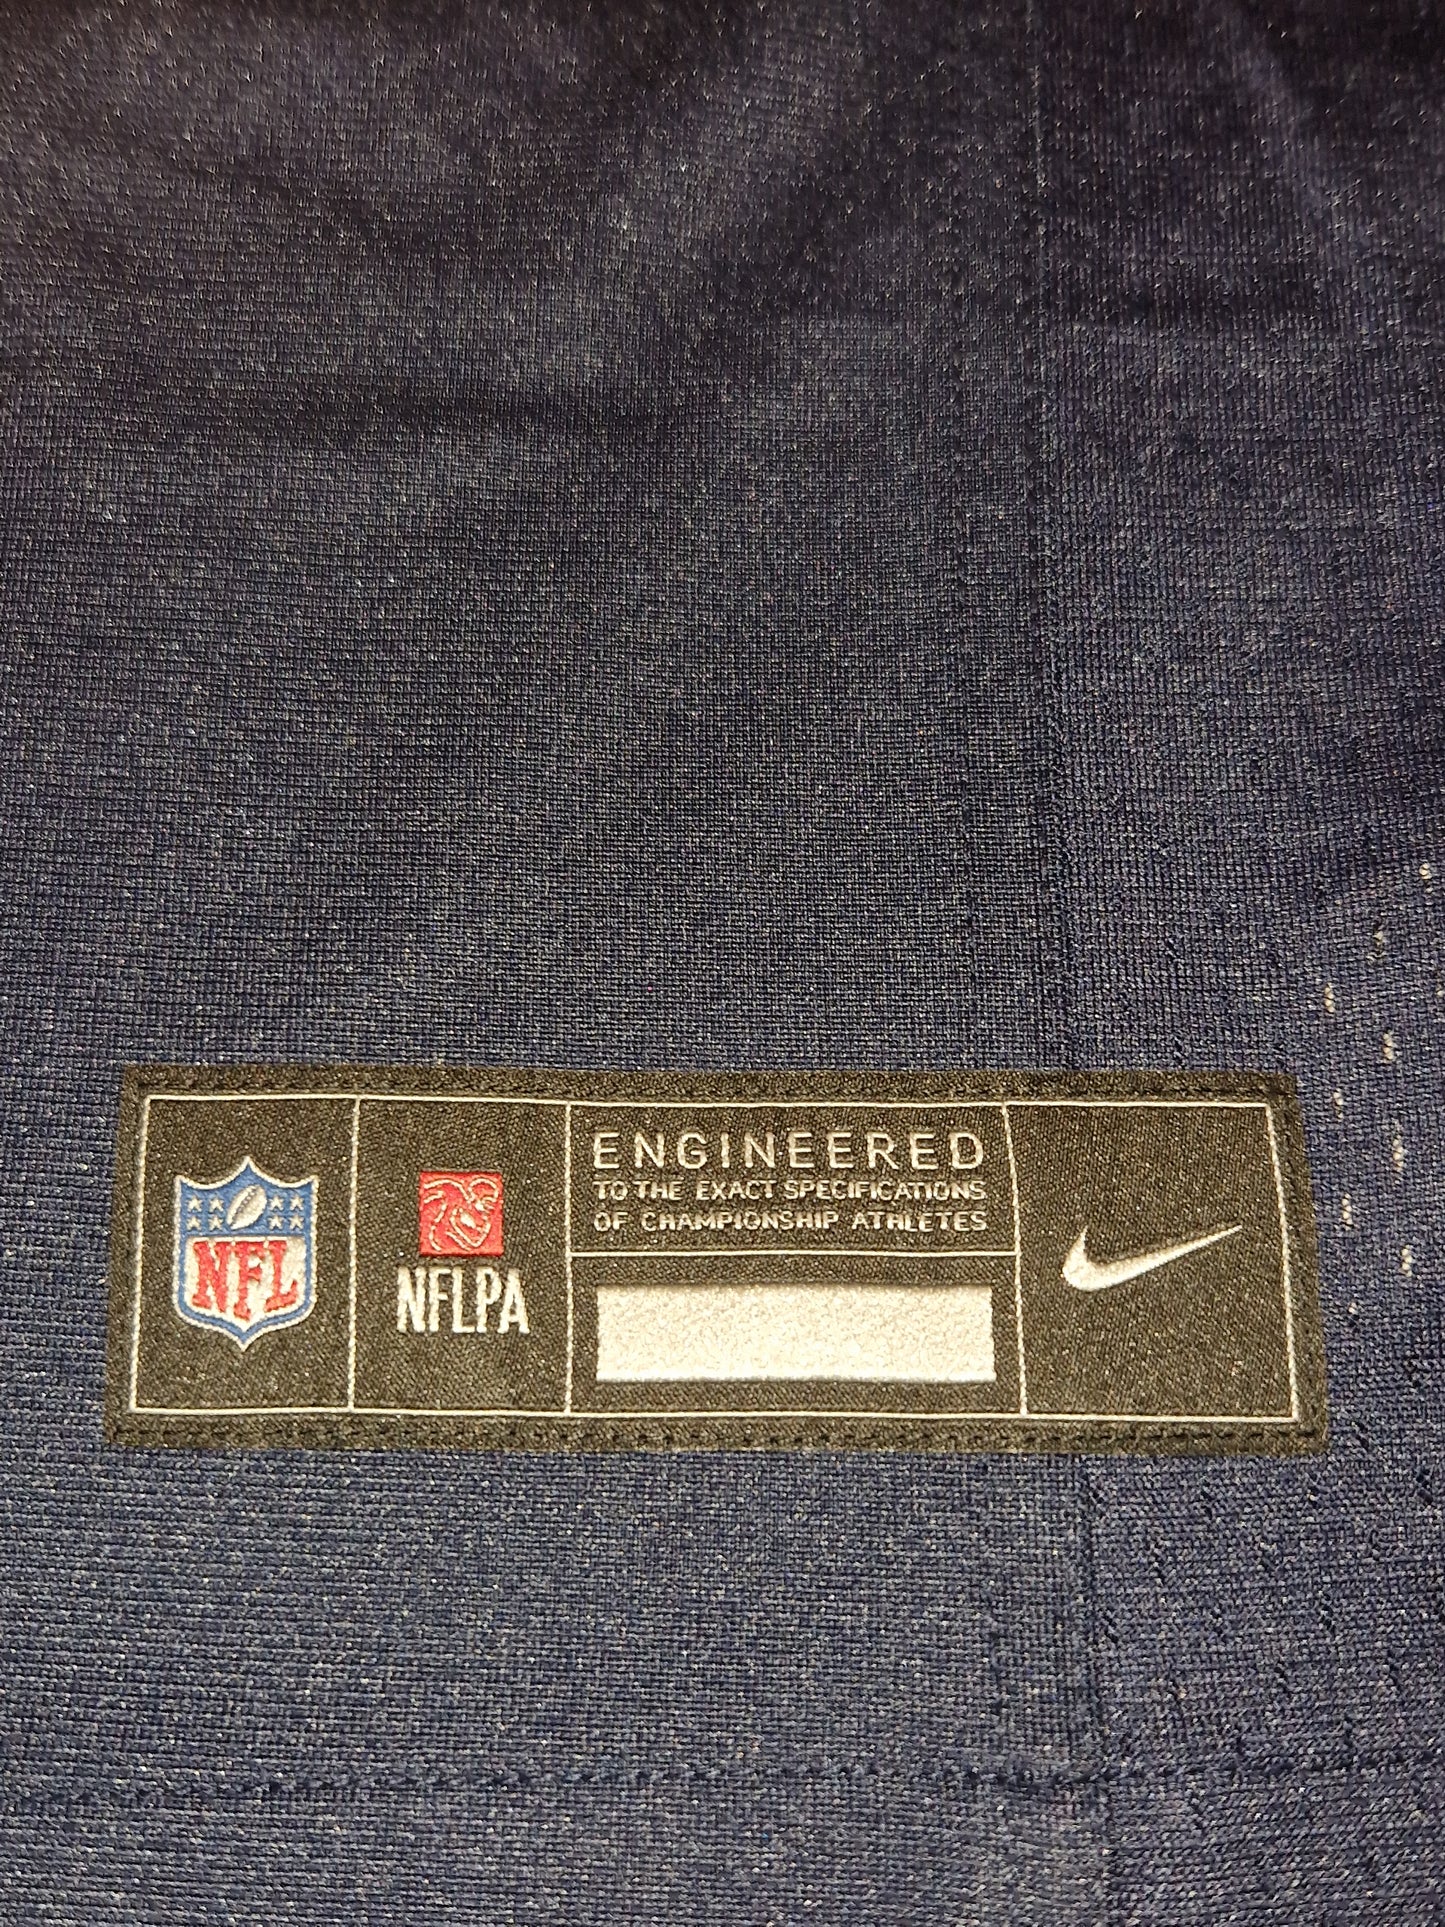 NFL
NFLPA
ENGINEERED
TO THE EXACT SPECIFICATIONS
OF CHAMPIONSHIP ATHLETES